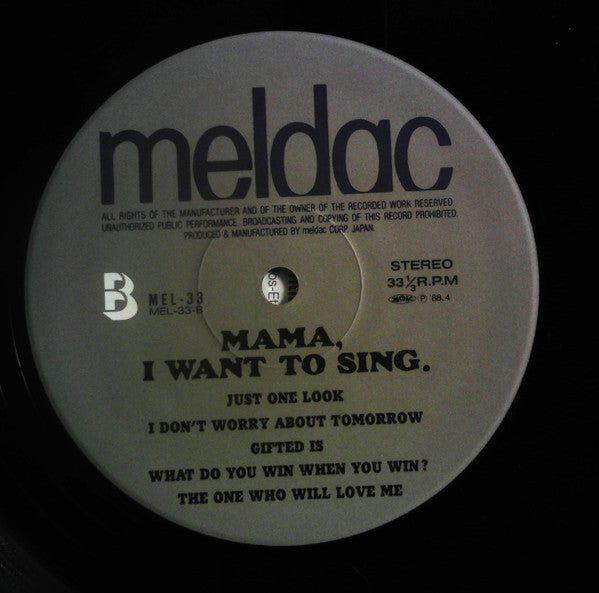 meldac
ALL RIGHTS OF THE MANUFACTURER AND OF THE OWNER OF THE RECORDED WORK RESERVED.
UNAUTHORIZED PUBLIC PERFORMANCE, BROADCASTING AND COPYING OF THIS RECORD PROHIBITED.
PRODUCED & MANUFACTURED BY meldac CORP. JAPAN.
B
MEL-33
MEL-33-B
STEREO
33 1/3 R.P.M
Ⓟ '88.4
MAMA,
I WANT TO SING.
JUST ONE LOOK
I DON'T WORRY ABOUT TOMORROW
GIFTED IS
WHAT DO YOU WIN WHEN YOU WIN?
THE ONE WHO WILL LOVE ME